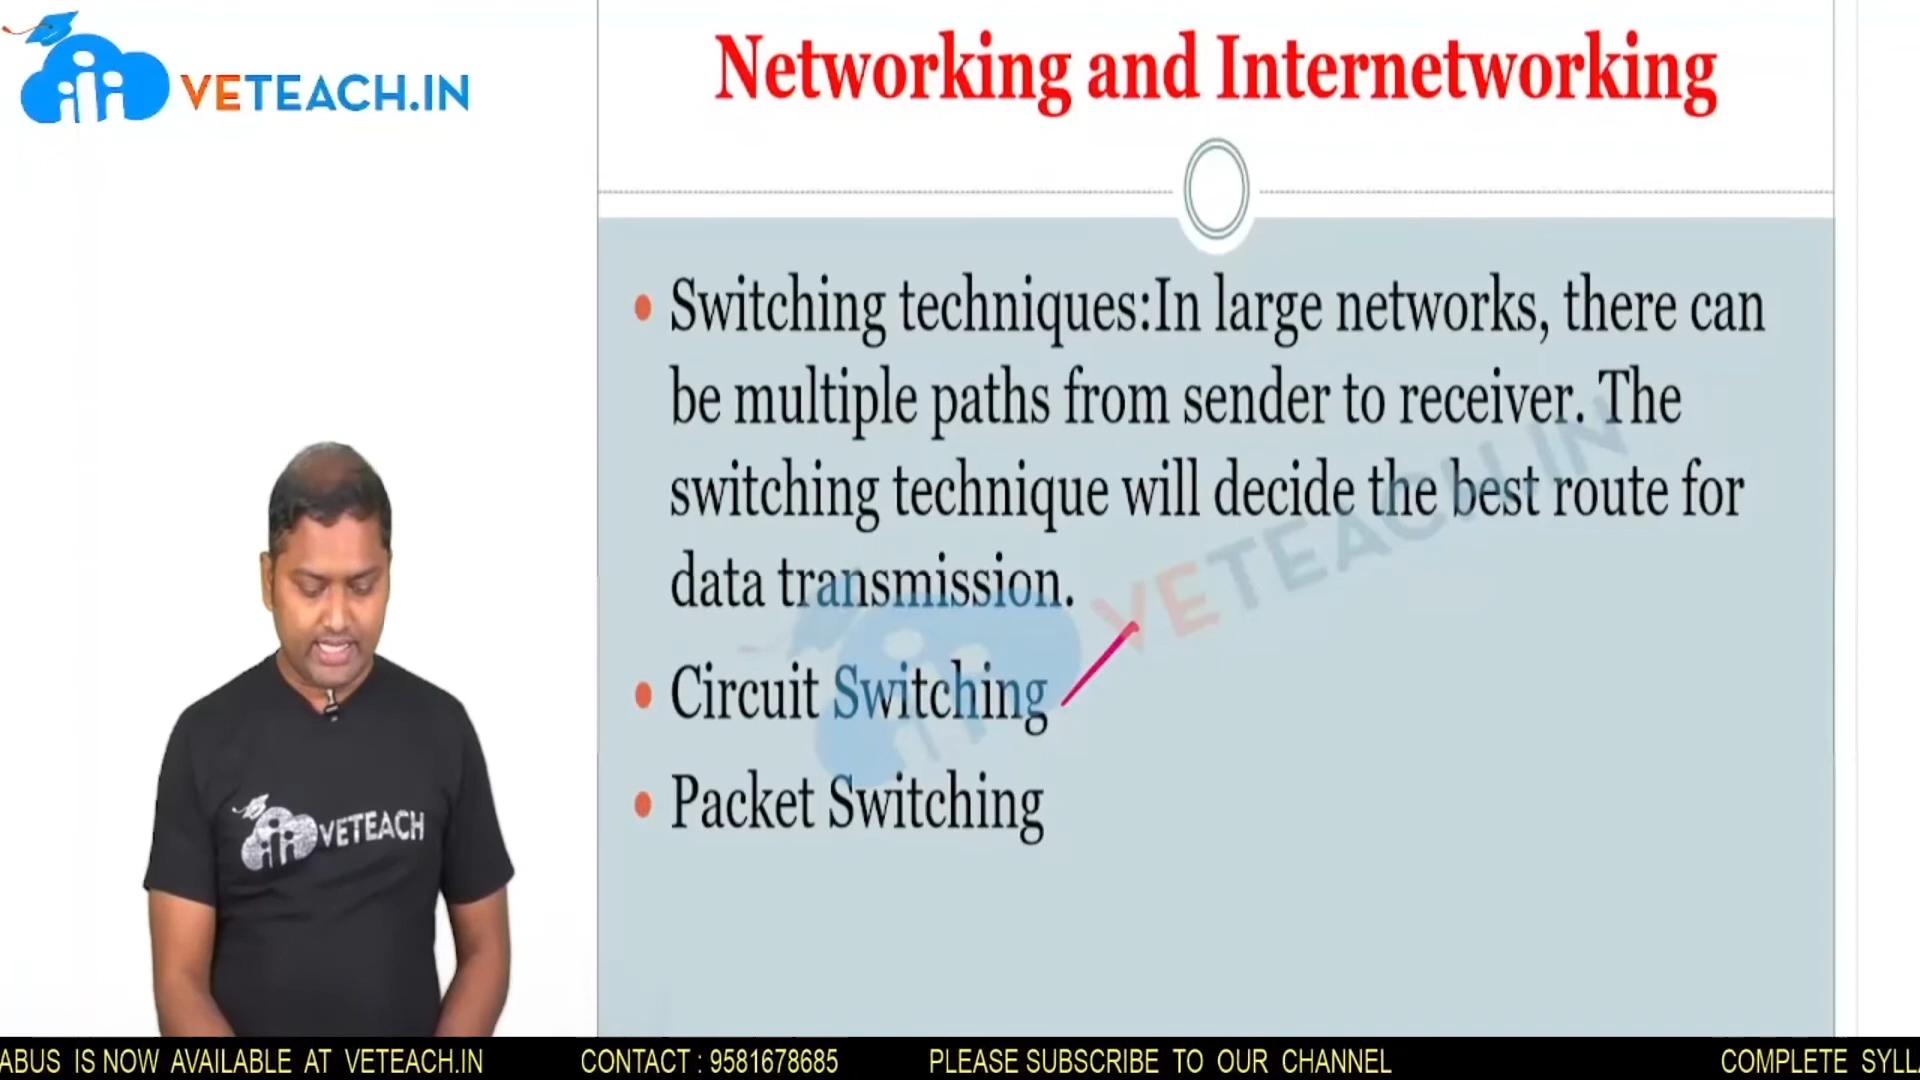 VETEACH.IN
Networking and Internetworking
• Switching techniques:In large networks, there can
be multiple paths from sender to receiver. The
switching technique will decide the best route for
data transmission.
• Circuit Switching
• Packet Switching
VETEACH.IN
VETEACH
ABUS IS NOW AVAILABLE AT VETEACH.IN CONTACT : 9581678685 PLEASE SUBSCRIBE TO OUR CHANNEL COMPLETE SYLL